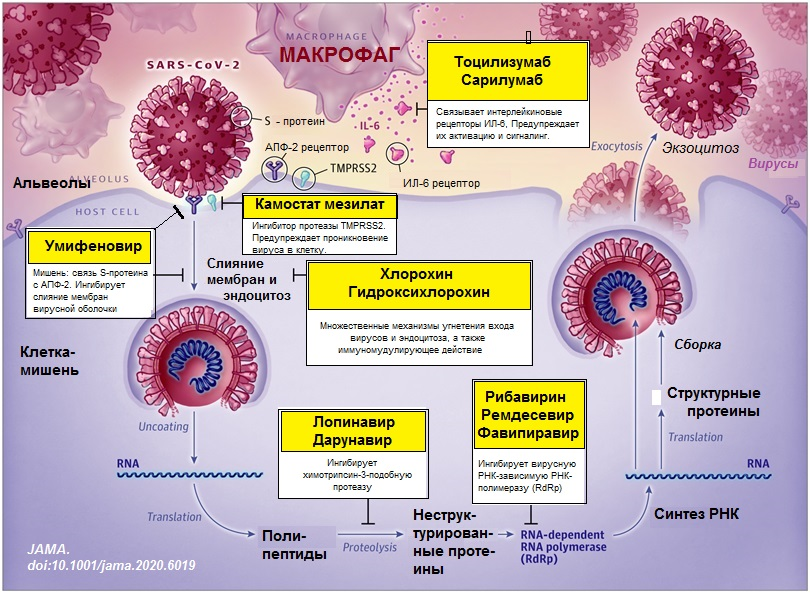 MACROPHAGE
МАКРОФАГ
SARS-CoV-2
S - протеин
IL-6
АПФ-2 рецептор
TMPRSS2
ИЛ-6 рецептор
Тоцилизумаб
Сарилумаб
Связывает интерлейкиновые
рецепторы ИЛ-6. Предупреждает
их активацию и сигналинг.
Exocytosis
Экзоцитоз
Вирусы
Альвеолы
ALVEOLUS
HOST CELL
Камостат мезилат
Ингибитор протеазы TMPRSS2.
Предупреждает проникновение
вируса в клетку.
Умифеновир
Мишень: связь S-протеина
с АПФ-2. Ингибирует
слияние мембран
вирусной оболочки
Слияние
мембран и
эндоцитоз
Хлорохин
Гидроксихлорохин
Множественные механизмы угнетения входа
вирусов и эндоцитоза, а также
иммуномудулирующее действие
Клетка-
мишень
Сборка
Uncoating
Лопинавир
Дарунавир
Ингибирует
химотрипсин-3-подобную
протеазу
Рибавирин
Ремдесевир
Фавипиравир
Ингибирует вирусную
РНК-зависимую РНК-
полимеразу (RdRp)
Структурные
протеины
Translation
RNA
RNA
Translation
Поли-
пептиды
Proteolysis
Неструк-
турирован-
ные проте-
ины
RNA-dependent
RNA polymerase
(RdRp)
Синтез РНК
JAMA.
doi:10.1001/jama.2020.6019